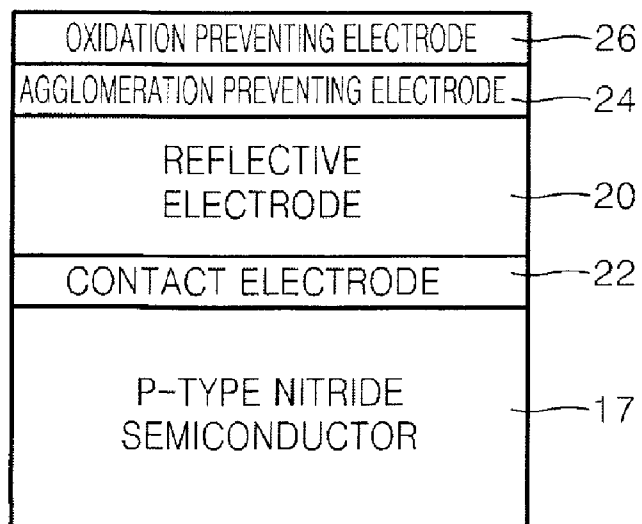 OXIDATION PREVENTING ELECTRODE 26
AGGLOMERATION PREVENTING ELECTRODE 24
REFLECTIVE
ELECTRODE 20
CONTACT ELECTRODE 22
P-TYPE NITRIDE
SEMICONDUCTOR 17